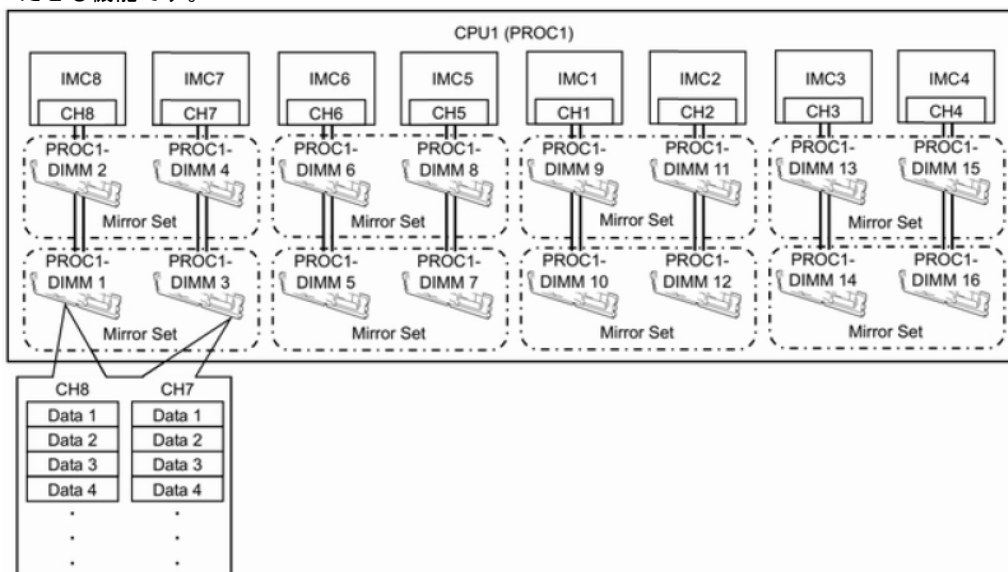 機能です。
CPU1 (PROC1)
IMC8 IMC7 IMC6 IMC5 IMC1 IMC2 IMC3 IMC4
CH8 CH7 CH6 CH5 CH1 CH2 CH3 CH4
PROC1- PROC1- PROC1- PROC1- PROC1- PROC1- PROC1- PROC1-
DIMM 2 DIMM 4 DIMM 6 DIMM 8 DIMM 9 DIMM 11 DIMM 13 DIMM 15
Mirror Set Mirror Set Mirror Set Mirror Set
PROC1- PROC1- PROC1- PROC1- PROC1- PROC1- PROC1- PROC1-
DIMM 1 DIMM 3 DIMM 5 DIMM 7 DIMM 10 DIMM 12 DIMM 14 DIMM 16
Mirror Set Mirror Set Mirror Set Mirror Set
CH8 CH7
Data 1 Data 1
Data 2 Data 2
Data 3 Data 3
Data 4 Data 4